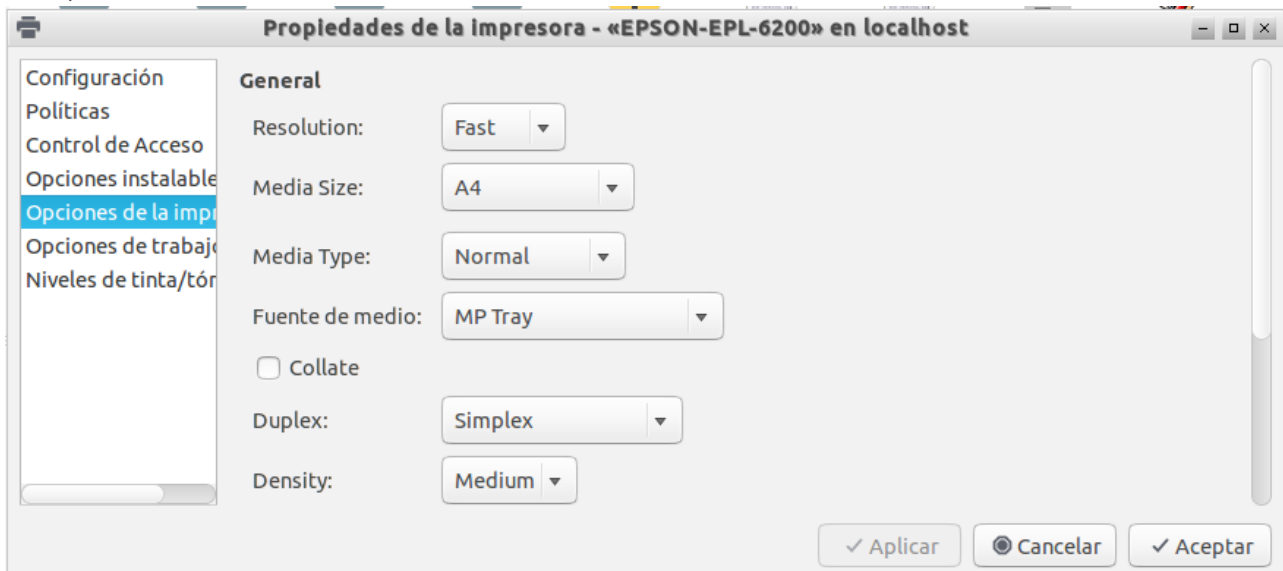 Propiedades de la impresora - «EPSON-EPL-6200» en localhost
Configuración
Políticas
Control de Acceso
Opciones instalable
Opciones de la impr
Opciones de trabajo
Niveles de tinta/tór
General
Resolution: Fast
Media Size: A4
Media Type: Normal
Fuente de medio: MP Tray
Collate
Duplex: Simplex
Density: Medium
Aplicar Cancelar Aceptar